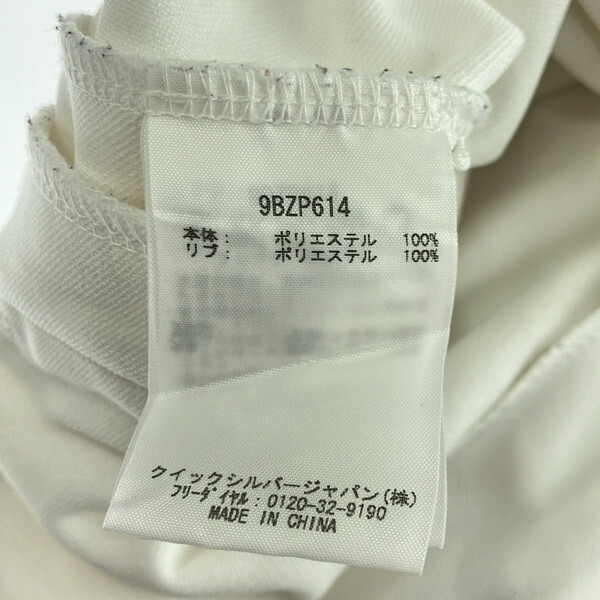 9BZP614
本体: ポリエステル 100%
リブ: ポリエステル 100%
クイックシルバージャパン(株)
フリーダイヤル:0120-32-9190
MADE IN CHINA